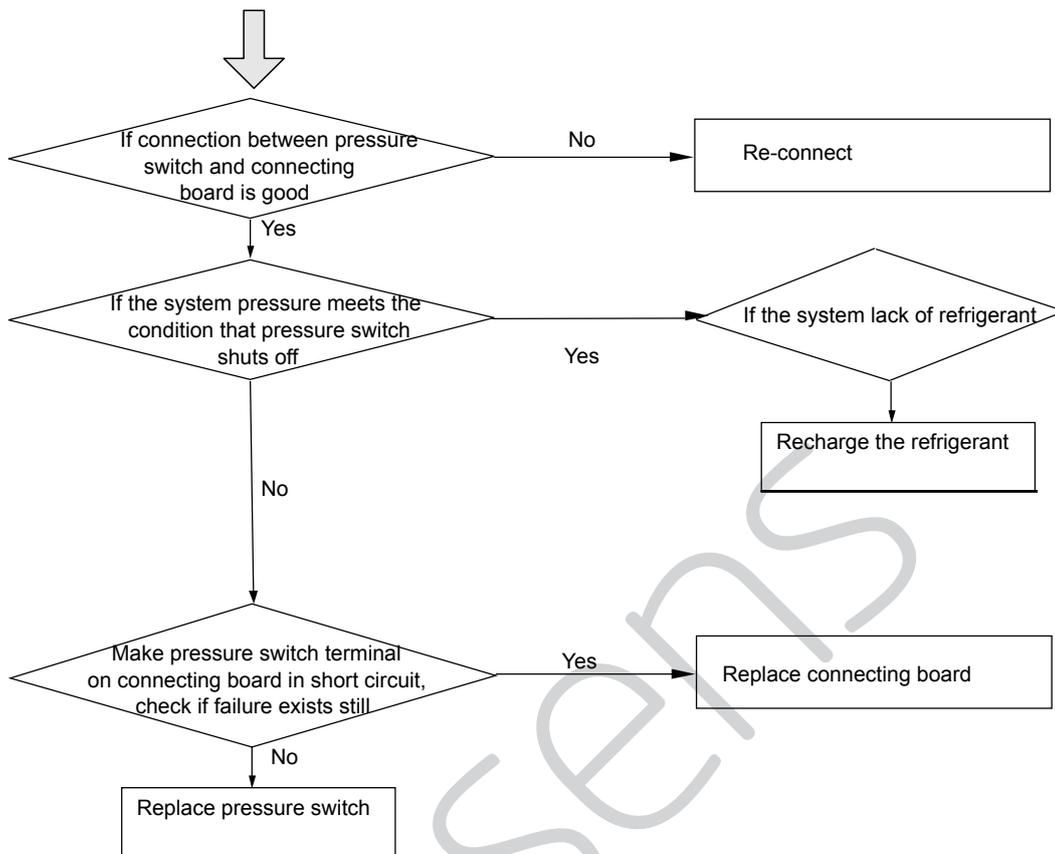 If connection between pressure
switch and connecting
board is good
No
Re-connect
Yes
If the system pressure meets the
condition that pressure switch
shuts off
Yes
If the system lack of refrigerant
Recharge the refrigerant
No
Make pressure switch terminal
on connecting board in short circuit,
check if failure exists still
Yes
Replace connecting board
No
Replace pressure switch
sens